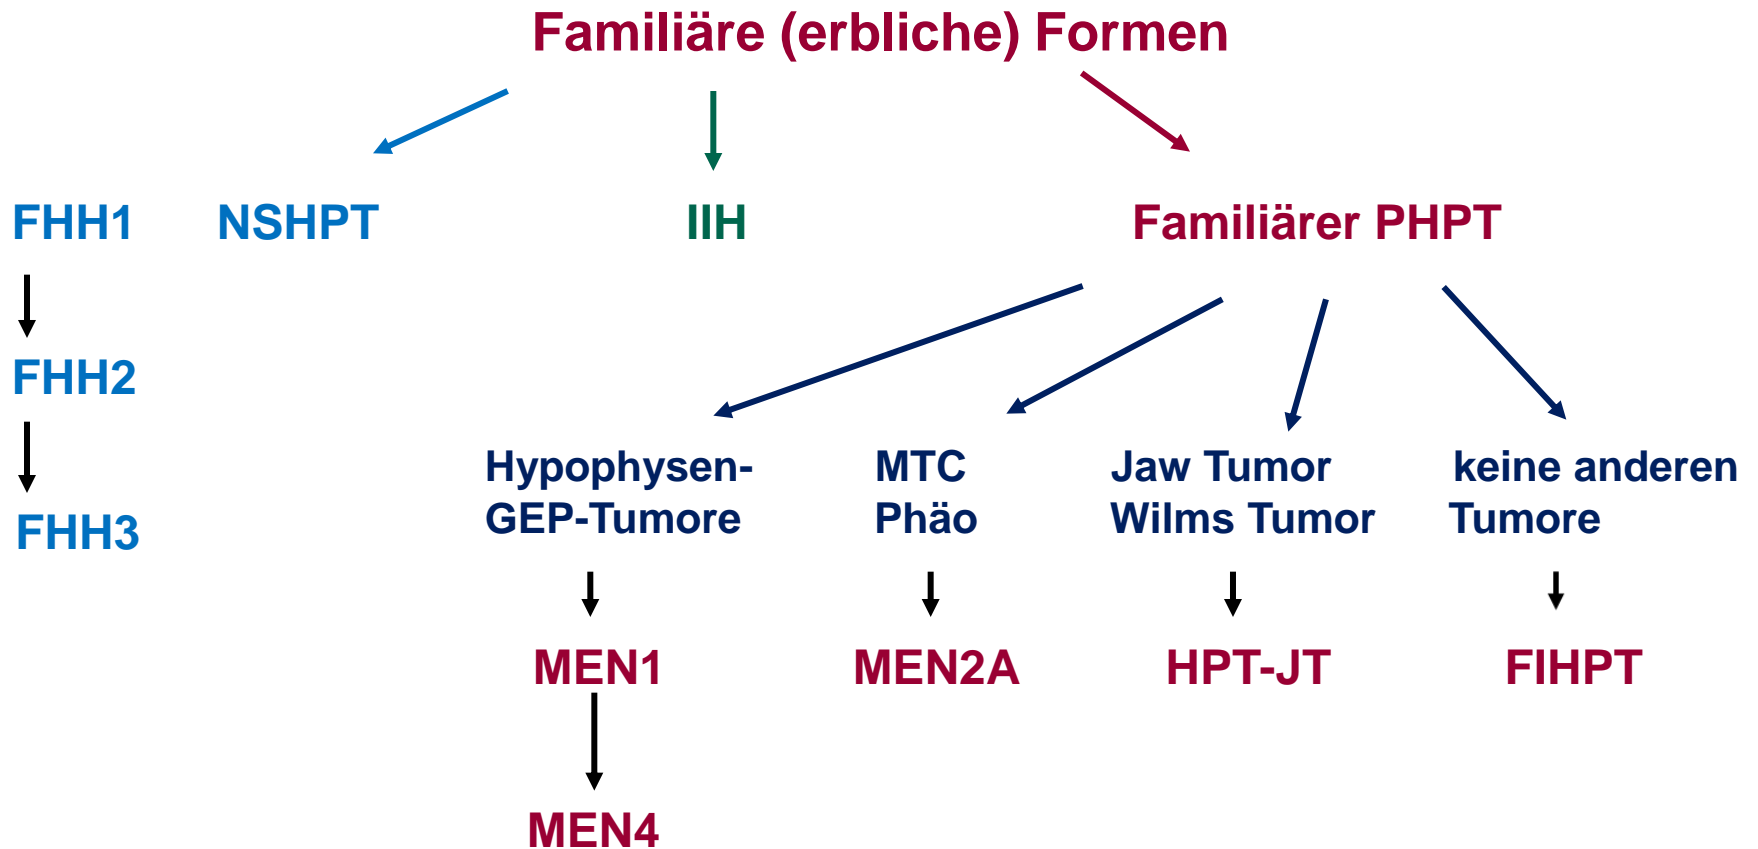 Familiäre (erbliche) Formen
FHH1 NSHPT IIH Familiärer PHPT
FHH2
Hypophysen- MTC Jaw Tumor keine anderen
GEP-Tumore Phäo Wilms Tumor Tumore
FHH3
MEN1 MEN2A HPT-JT FIHPT
MEN4